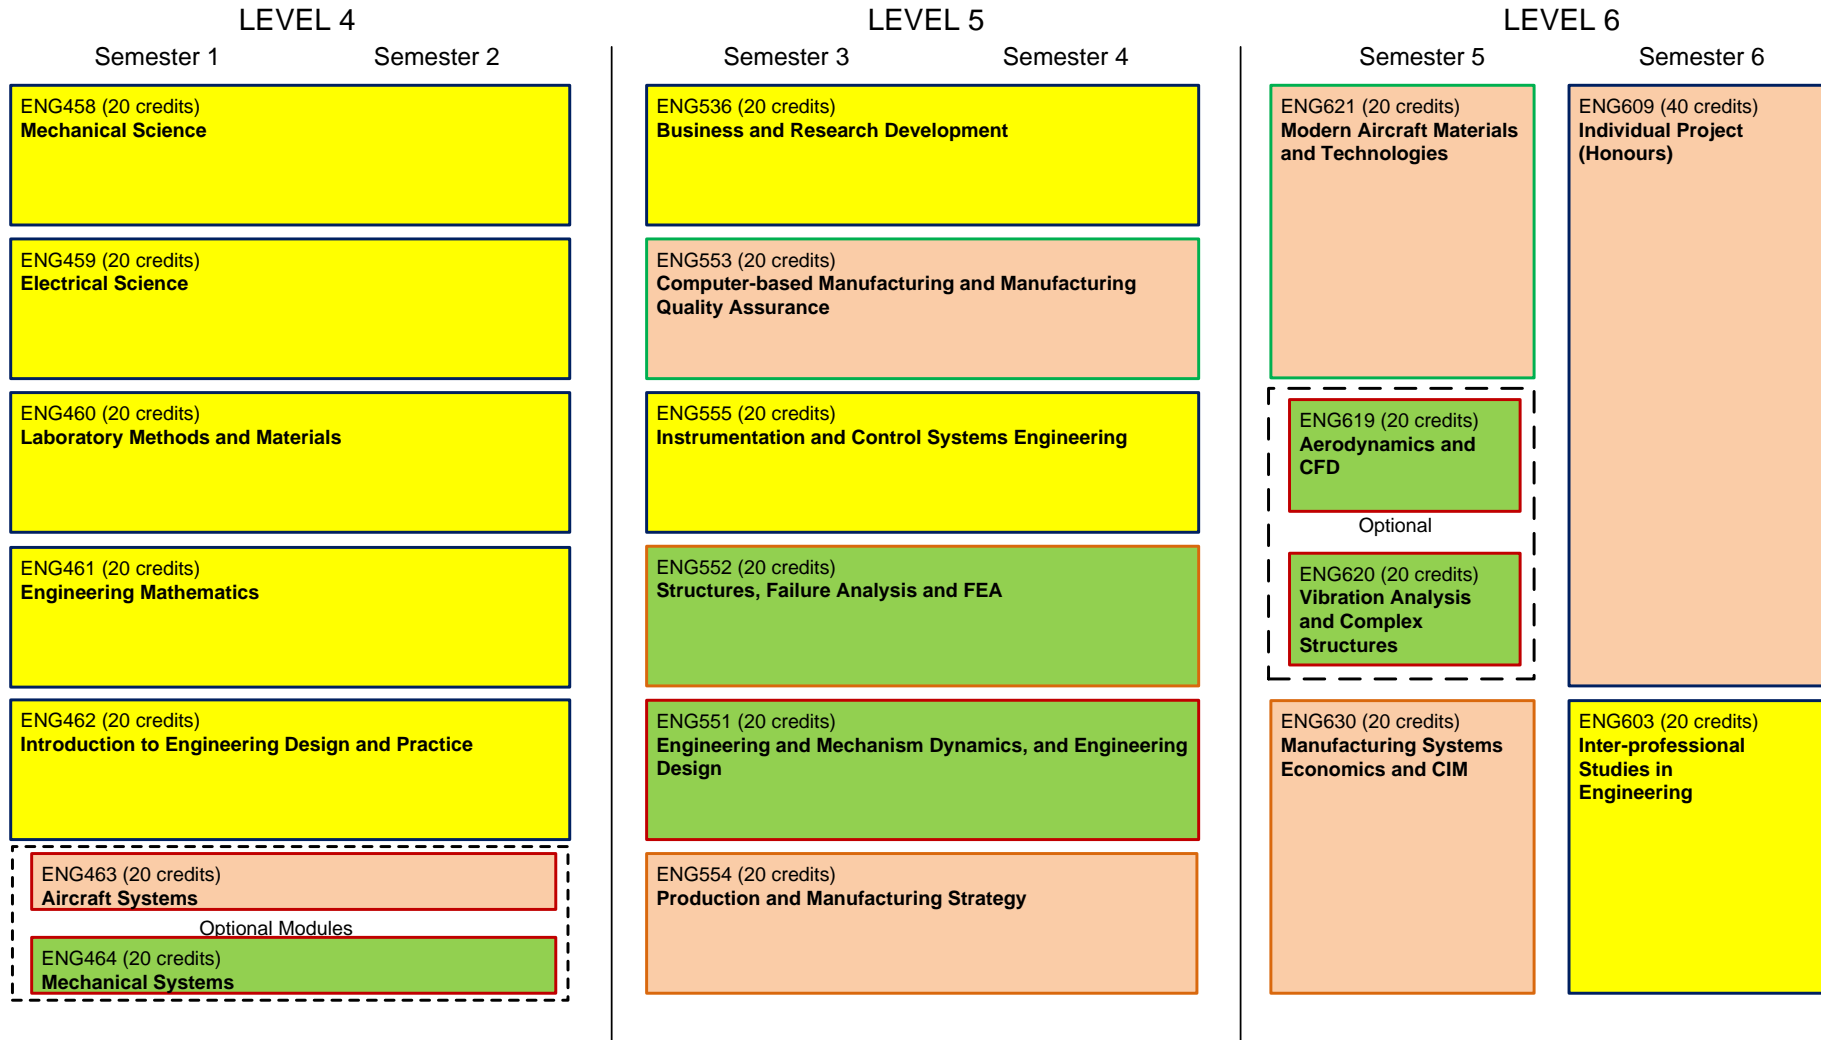 LEVEL 4
Semester 1
Semester 2
ENG458 (20 credits)
Mechanical Science
ENG459 (20 credits)
Electrical Science
ENG460 (20 credits)
Laboratory Methods and Materials
ENG461 (20 credits)
Engineering Mathematics
ENG462 (20 credits)
Introduction to Engineering Design and Practice
ENG463 (20 credits)
Aircraft Systems
Optional Modules
ENG464 (20 credits)
Mechanical Systems
LEVEL 5
Semester 3
Semester 4
ENG536 (20 credits)
Business and Research Development
ENG553 (20 credits)
Computer-based Manufacturing and Manufacturing
Quality Assurance
ENG555 (20 credits)
Instrumentation and Control Systems Engineering
ENG552 (20 credits)
Structures, Failure Analysis and FEA
ENG551 (20 credits)
Engineering and Mechanism Dynamics, and Engineering
Design
ENG554 (20 credits)
Production and Manufacturing Strategy
LEVEL 6
Semester 5
Semester 6
ENG621 (20 credits)
Modern Aircraft Materials
and Technologies
ENG619 (20 credits)
Aerodynamics and
CFD
Optional
ENG620 (20 credits)
Vibration Analysis
and Complex
Structures
ENG630 (20 credits)
Manufacturing Systems
Economics and CIM
ENG609 (40 credits)
Individual Project
(Honours)
ENG603 (20 credits)
Inter-professional
Studies in
Engineering